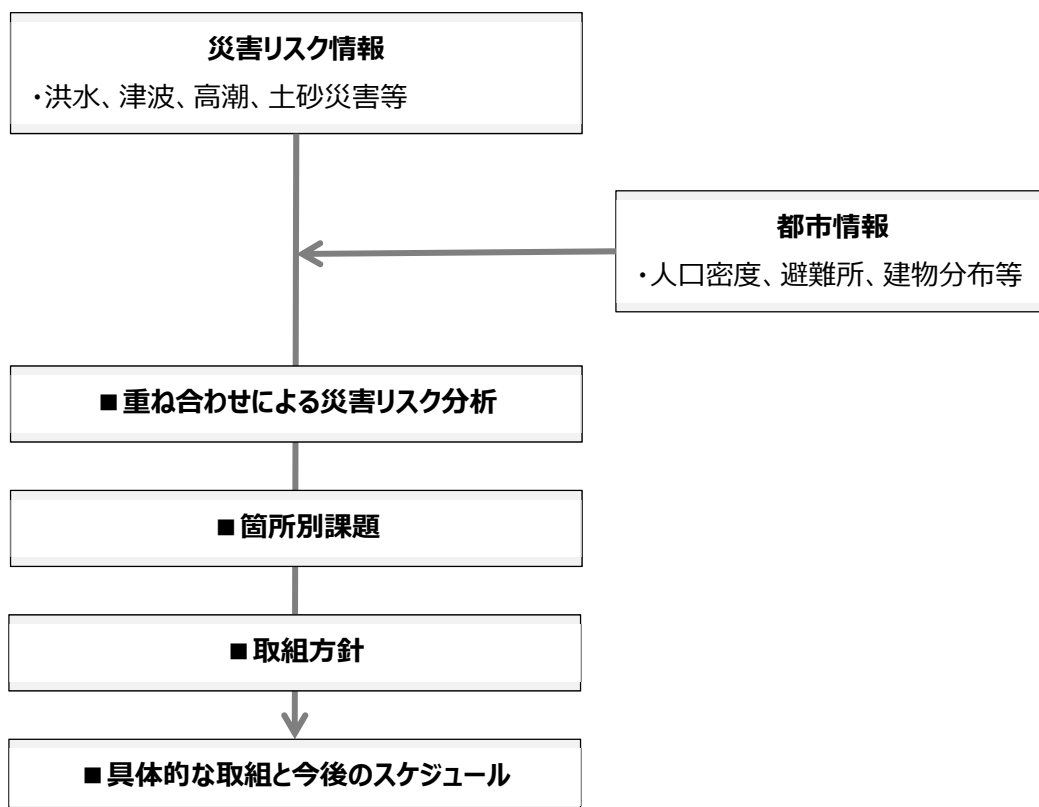 災害リスク情報
・洪水、津波、高潮、土砂災害等
都市情報
・人口密度、避難所、建物分布等
■重ね合わせによる災害リスク分析
■箇所別課題
■取組方針
■具体的な取組と今後のスケジュール